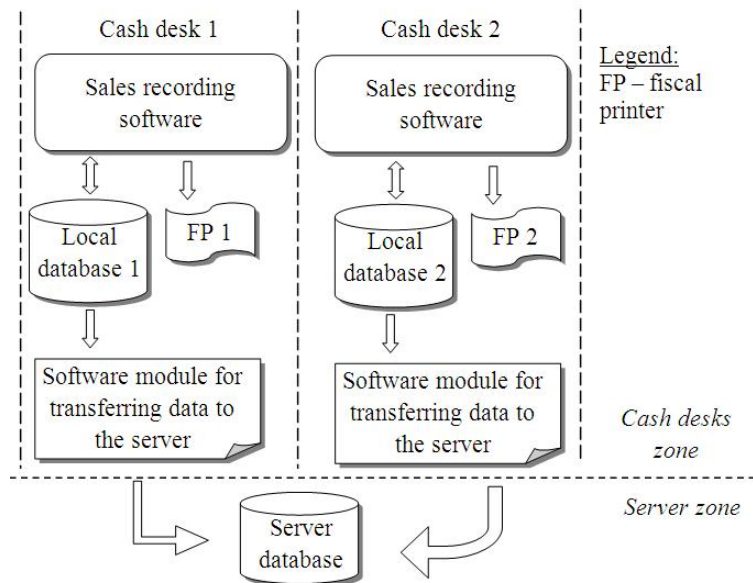 Cash desk 1
Sales recording
software
Local
database 1
FP 1
Software module for
transferring data to
the server
Cash desk 2
Sales recording
software
Local
database 2
FP 2
Software module for
transferring data to
the server
Legend:
FP – fiscal
printer
Cash desks
zone
Server zone
Server
database